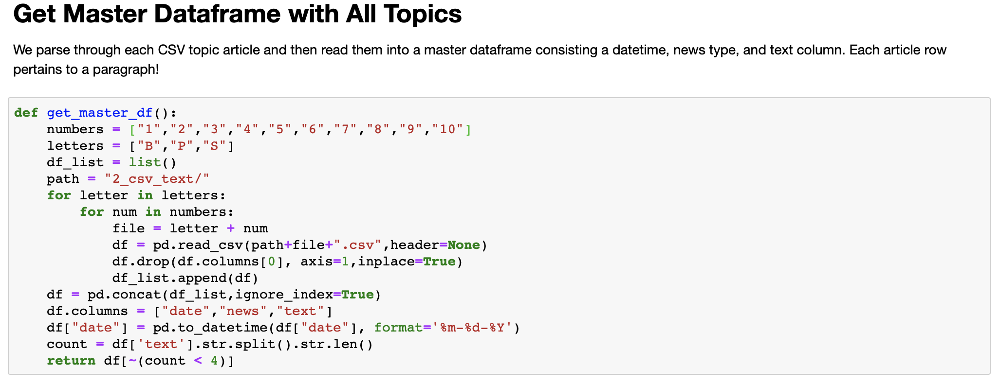 Get Master Dataframe with All Topics
We parse through each CSV topic article and then read them into a master dataframe consisting a datetime, news type, and text column. Each article row
pertains to a paragraph!
def get_master_df():
    numbers = ["1","2","3","4","5","6","7","8","9","10"]
    letters = ["B","P","S"]
    df_list = list()
    path = "2_csv_text/"
    for letter in letters:
        for num in numbers:
            file = letter + num
            df = pd.read_csv(path+file+".csv",header=None)
            df.drop(df.columns[0], axis=1,inplace=True)
            df_list.append(df)
    df = pd.concat(df_list,ignore_index=True)
    df.columns = ["date","news","text"]
    df["date"] = pd.to_datetime(df["date"], format='%m-%d-%Y')
    count = df['text'].str.split().str.len()
    return df[~(count < 4)]